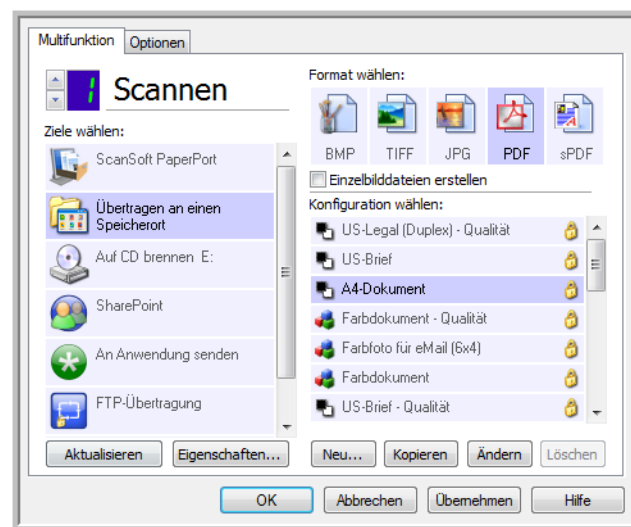 Multifunktion Optionen
1 Scannen
Ziele wählen:
ScanSoft PaperPort
Übertragen an einen
Speicherort
Auf CD brennen E:
SharePoint
An Anwendung senden
FTP-Übertragung
Aktualisieren Eigenschaften...
Format wählen:
BMP TIFF JPG PDF sPDF
Einzelbilddateien erstellen
Konfiguration wählen:
US-Legal (Duplex) - Qualität
US-Brief
A4-Dokument
Farbdokument - Qualität
Farbfoto für eMail (6x4)
Farbdokument
US-Brief - Qualität
Neu... Kopieren Ändern Löschen
OK Abbrechen Übernehmen Hilfe